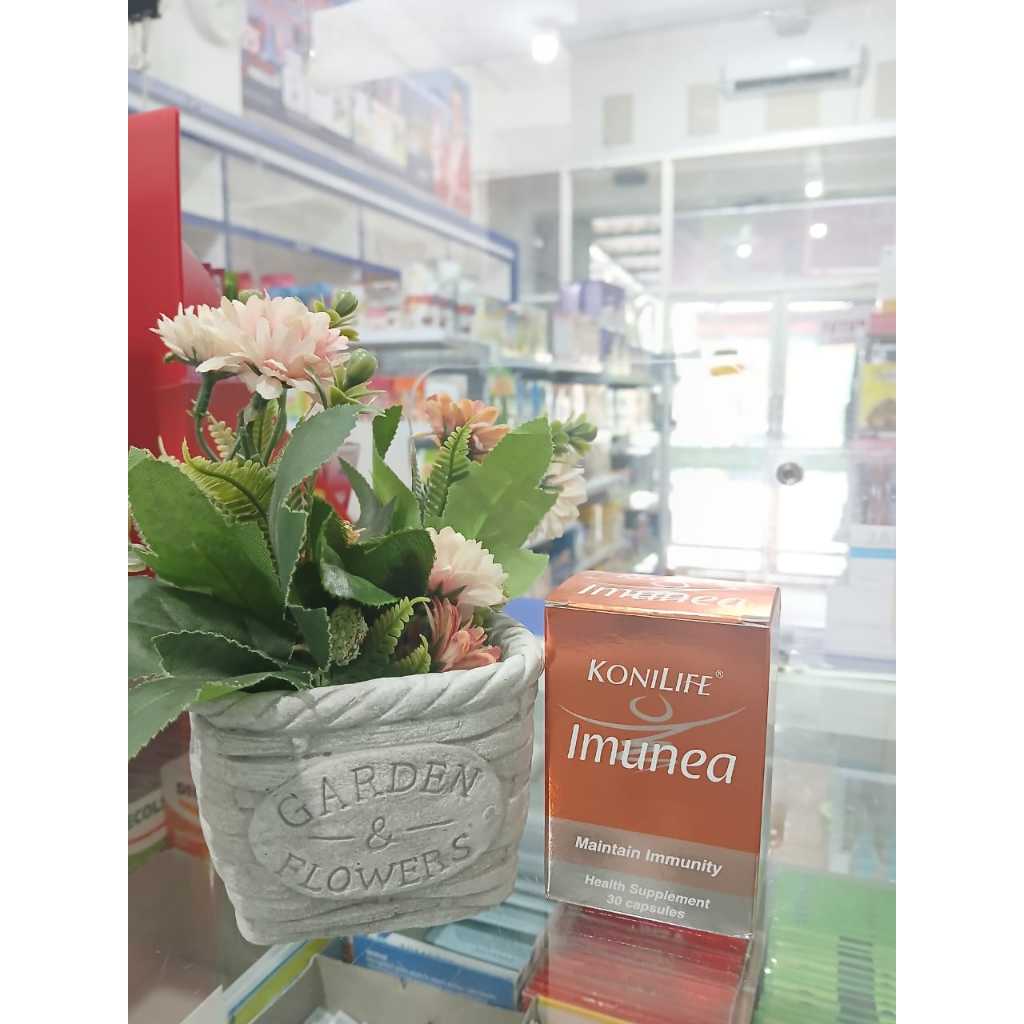 Imunea
KONILIFE®
Imunea
Maintain Immunity
Health Supplement
30 capsules
GARDEN
&
FLOWERS